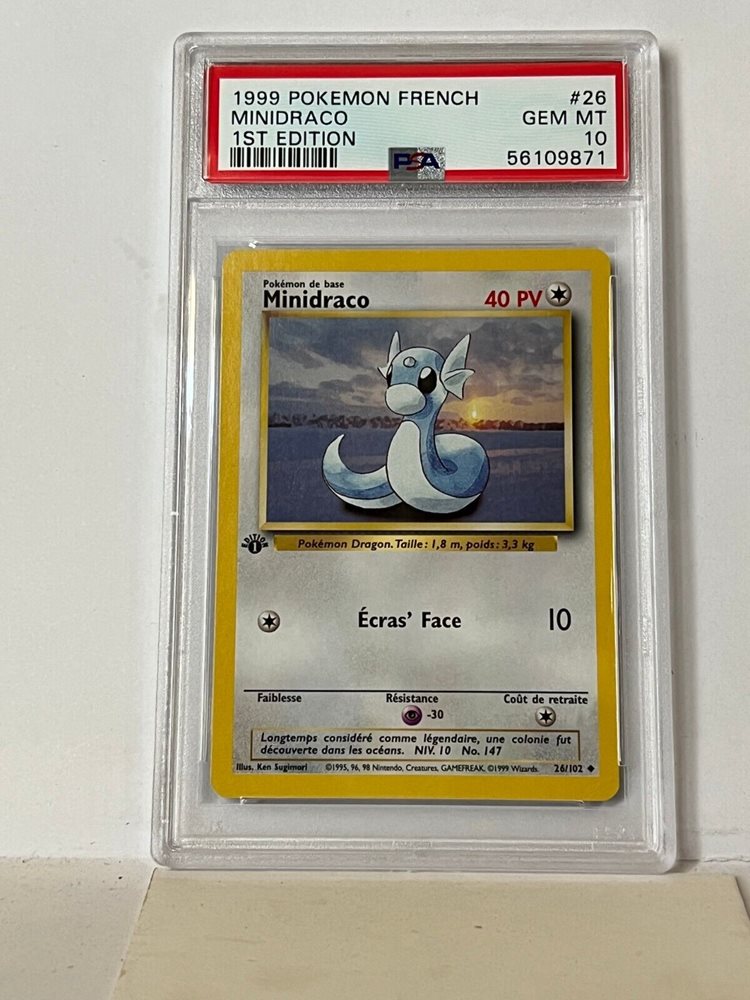 1999 POKEMON FRENCH #26
MINIDRACO GEM MT
1ST EDITION 10
PSA 56109871
Pokémon de base
Minidraco 40 PV
EDITION 1
Pokémon Dragon. Taille : 1,8 m, poids : 3,3 kg
Écras' Face 10
Faiblesse Résistance Coût de retraite
-30
Longtemps considéré comme légendaire, une colonie fut
découverte dans les océans. NIV. 10 No. 147
Illus. Ken Sugimori ©1995, 96, 98 Nintendo, Creatures, GAMEFREAK. ©1999 Wizards. 26/102